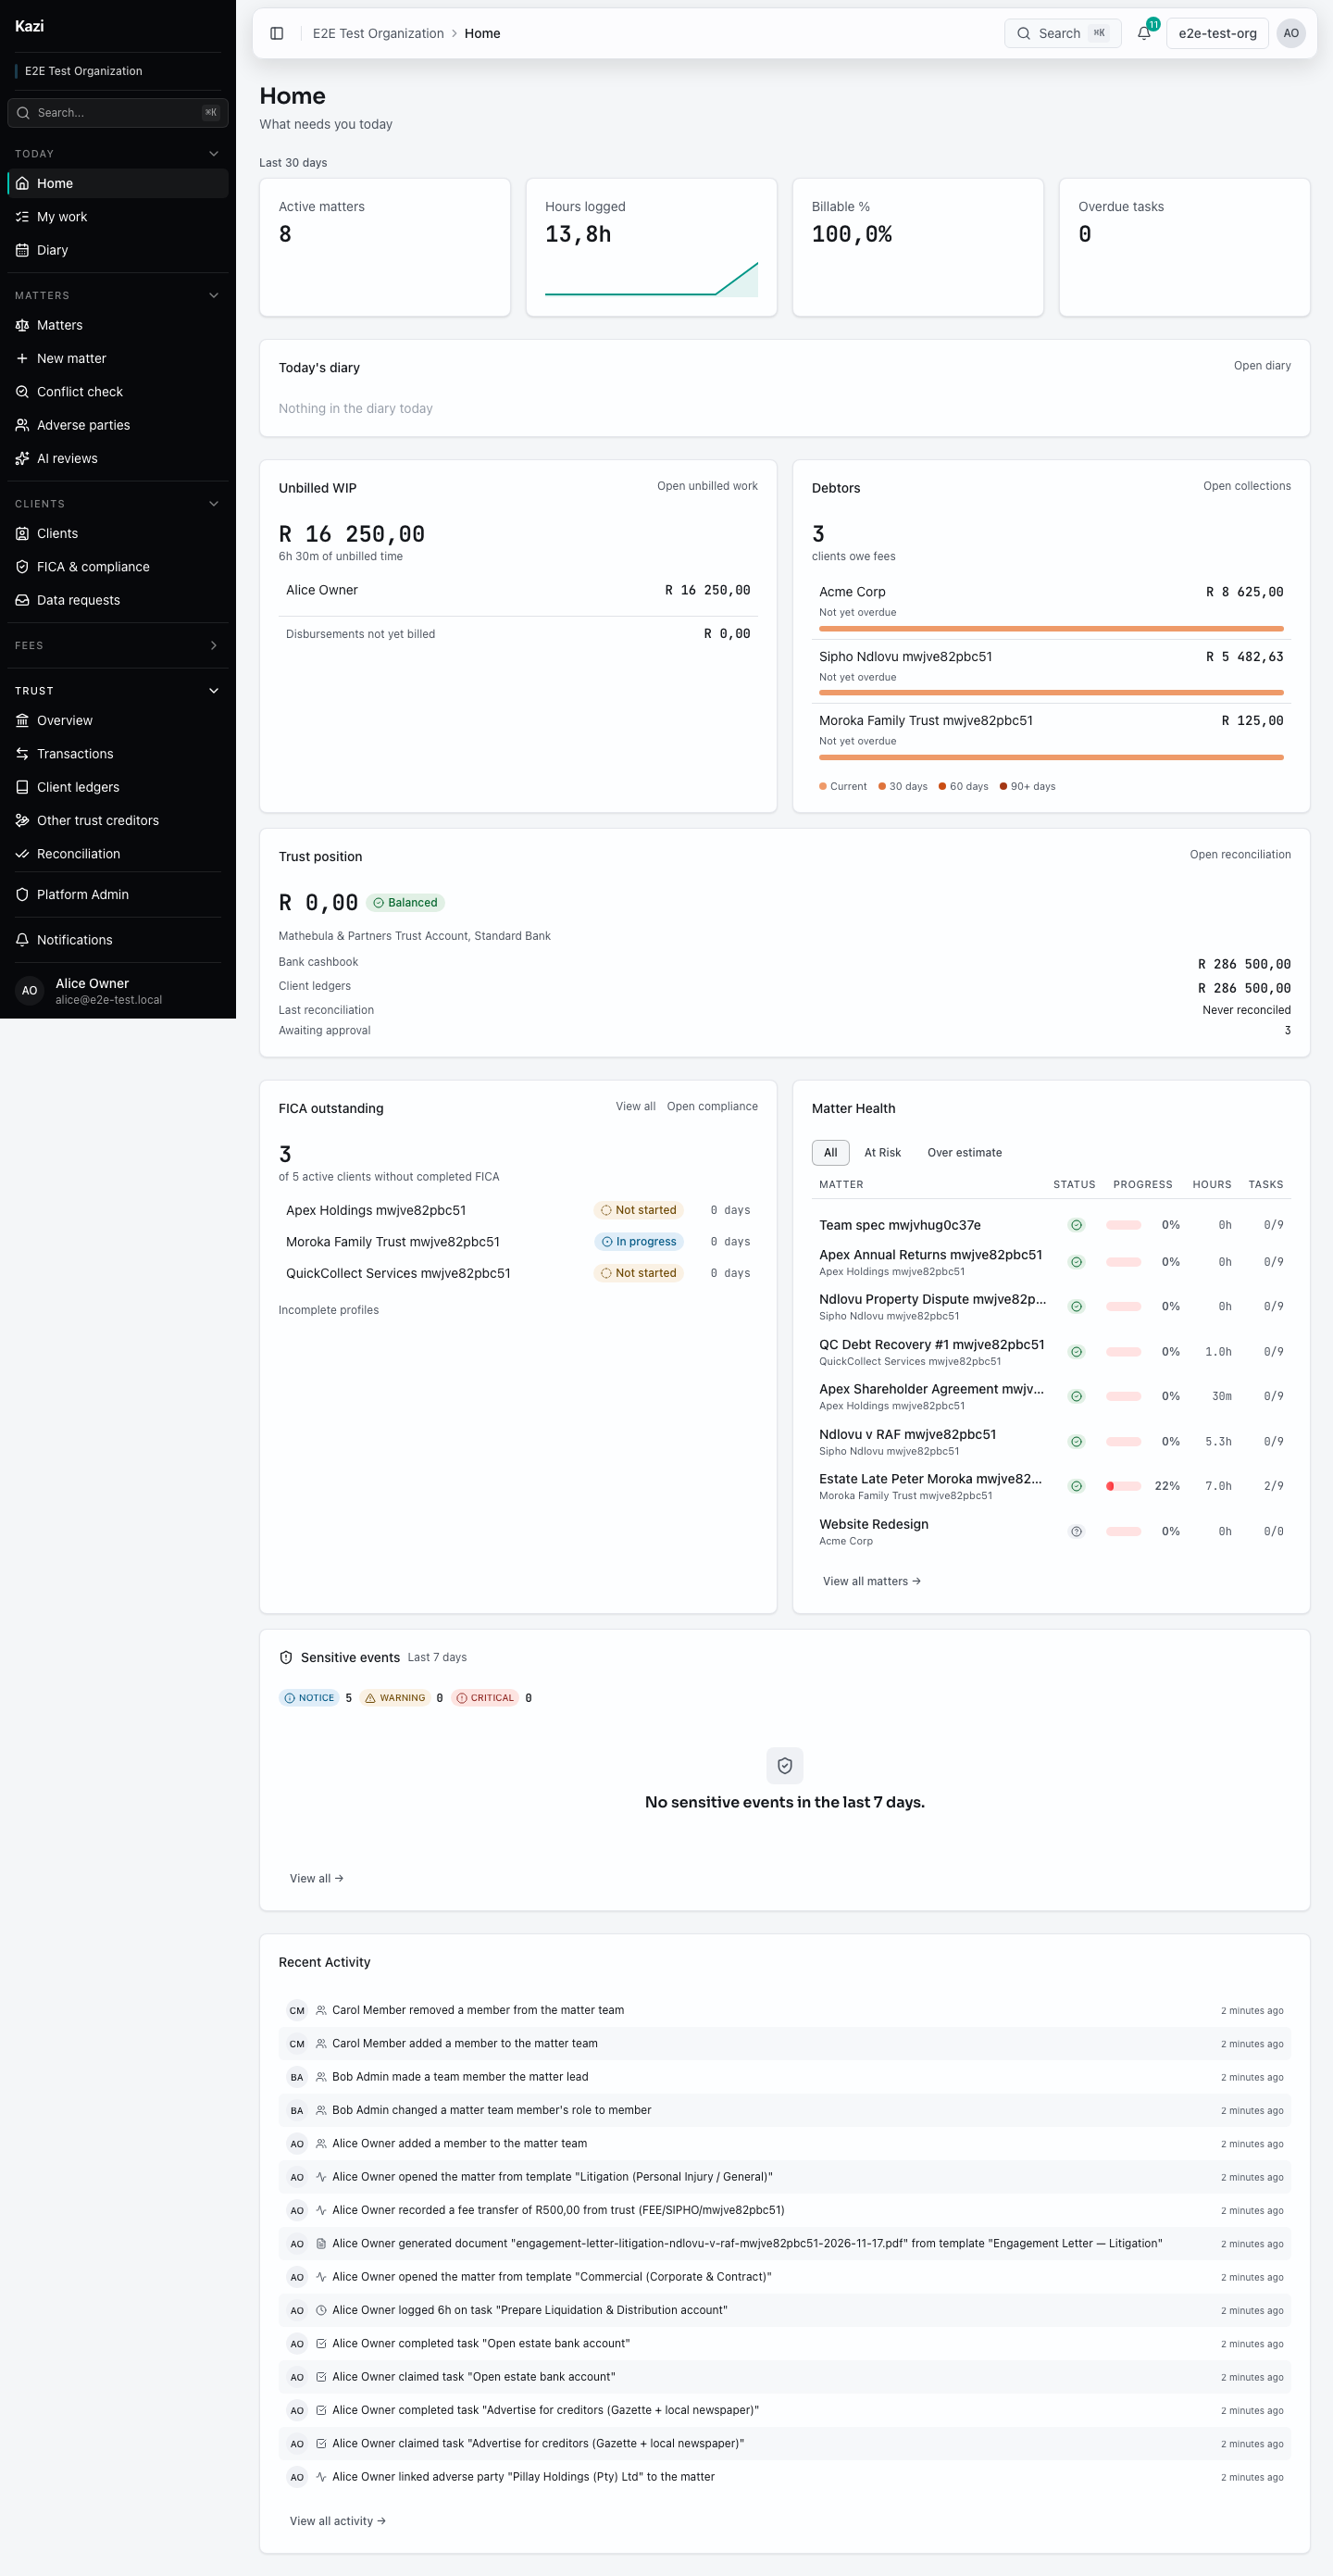 Kazi
E2E Test Organization
Search... ⌘K
TODAY
Home
My work
Diary
MATTERS
Matters
New matter
Conflict check
Adverse parties
AI reviews
CLIENTS
Clients
FICA & compliance
Data requests
FEES
TRUST
Overview
Transactions
Client ledgers
Other trust creditors
Reconciliation
Platform Admin
Notifications
AO Alice Owner
alice@e2e-test.local
E2E Test Organization > Home Search ⌘K 11 e2e-test-org AO
Home
What needs you today
Last 30 days
Active matters
8
Hours logged
13,8h
Billable %
100,0%
Overdue tasks
0
Today's diary Open diary
Nothing in the diary today
Unbilled WIP Open unbilled work
R 16 250,00
6h 30m of unbilled time
Alice Owner R 16 250,00
Disbursements not yet billed R 0,00
Debtors Open collections
3
clients owe fees
Acme Corp R 8 625,00
Not yet overdue
Sipho Ndlovu mwjve82pbc51 R 5 482,63
Not yet overdue
Moroka Family Trust mwjve82pbc51 R 125,00
Not yet overdue
Current 30 days 60 days 90+ days
Trust position Open reconciliation
R 0,00 Balanced
Mathebula & Partners Trust Account, Standard Bank
Bank cashbook R 286 500,00
Client ledgers R 286 500,00
Last reconciliation Never reconciled
Awaiting approval 3
FICA outstanding View all Open compliance
3
of 5 active clients without completed FICA
Apex Holdings mwjve82pbc51 Not started 0 days
Moroka Family Trust mwjve82pbc51 In progress 0 days
QuickCollect Services mwjve82pbc51 Not started 0 days
Incomplete profiles
Matter Health
All At Risk Over estimate
MATTER STATUS PROGRESS HOURS TASKS
Team spec mwjvhug0c37e 0% 0h 0/9
Apex Annual Returns mwjve82pbc51 0% 0h 0/9
Apex Holdings mwjve82pbc51
Ndlovu Property Dispute mwjve82p... 0% 0h 0/9
Sipho Ndlovu mwjve82pbc51
QC Debt Recovery #1 mwjve82pbc51 0% 1.0h 0/9
QuickCollect Services mwjve82pbc51
Apex Shareholder Agreement mwjv... 0% 30m 0/9
Apex Holdings mwjve82pbc51
Ndlovu v RAF mwjve82pbc51 0% 5.3h 0/9
Sipho Ndlovu mwjve82pbc51
Estate Late Peter Moroka mwjve82... 22% 7.0h 2/9
Moroka Family Trust mwjve82pbc51
Website Redesign 0% 0h 0/0
Acme Corp
View all matters →
Sensitive events Last 7 days
NOTICE 5 WARNING 0 CRITICAL 0
No sensitive events in the last 7 days.
View all →
Recent Activity
CM Carol Member removed a member from the matter team 2 minutes ago
CM Carol Member added a member to the matter team 2 minutes ago
BA Bob Admin made a team member the matter lead 2 minutes ago
BA Bob Admin changed a matter team member's role to member 2 minutes ago
AO Alice Owner added a member to the matter team 2 minutes ago
AO Alice Owner opened the matter from template "Litigation (Personal Injury / General)" 2 minutes ago
AO Alice Owner recorded a fee transfer of R500,00 from trust (FEE/SIPHO/mwjve82pbc51) 2 minutes ago
AO Alice Owner generated document "engagement-letter-litigation-ndlovu-v-raf-mwjve82pbc51-2026-11-17.pdf" from template "Engagement Letter — Litigation" 2 minutes ago
AO Alice Owner opened the matter from template "Commercial (Corporate & Contract)" 2 minutes ago
AO Alice Owner logged 6h on task "Prepare Liquidation & Distribution account" 2 minutes ago
AO Alice Owner completed task "Open estate bank account" 2 minutes ago
AO Alice Owner claimed task "Open estate bank account" 2 minutes ago
AO Alice Owner completed task "Advertise for creditors (Gazette + local newspaper)" 2 minutes ago
AO Alice Owner claimed task "Advertise for creditors (Gazette + local newspaper)" 2 minutes ago
AO Alice Owner linked adverse party "Pillay Holdings (Pty) Ltd" to the matter 2 minutes ago
View all activity →